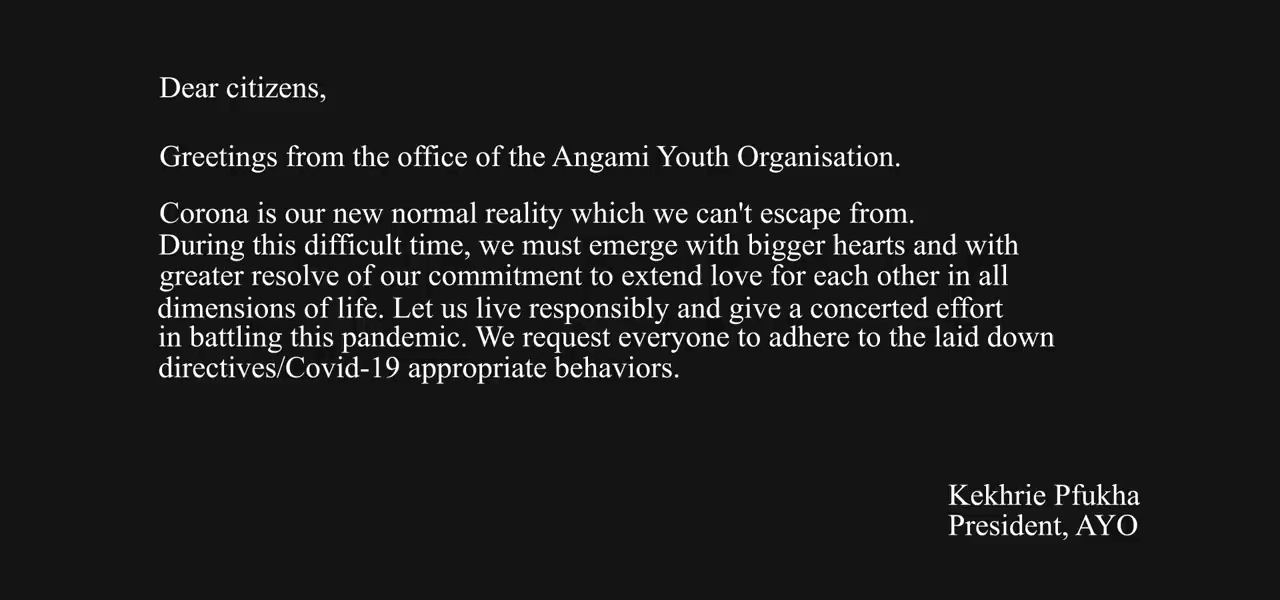 Dear citizens,
Greetings from the office of the Angami Youth Organisation.
Corona is our new normal reality which we can't escape from.
During this difficult time, we must emerge with bigger hearts and with
greater resolve of our commitment to extend love for each other in all
dimensions of life. Let us live responsibly and give a concerted effort
in battling this pandemic. We request everyone to adhere to the laid down
directives/Covid-19 appropriate behaviors.
Kekhrie Pfukha
President, AYO